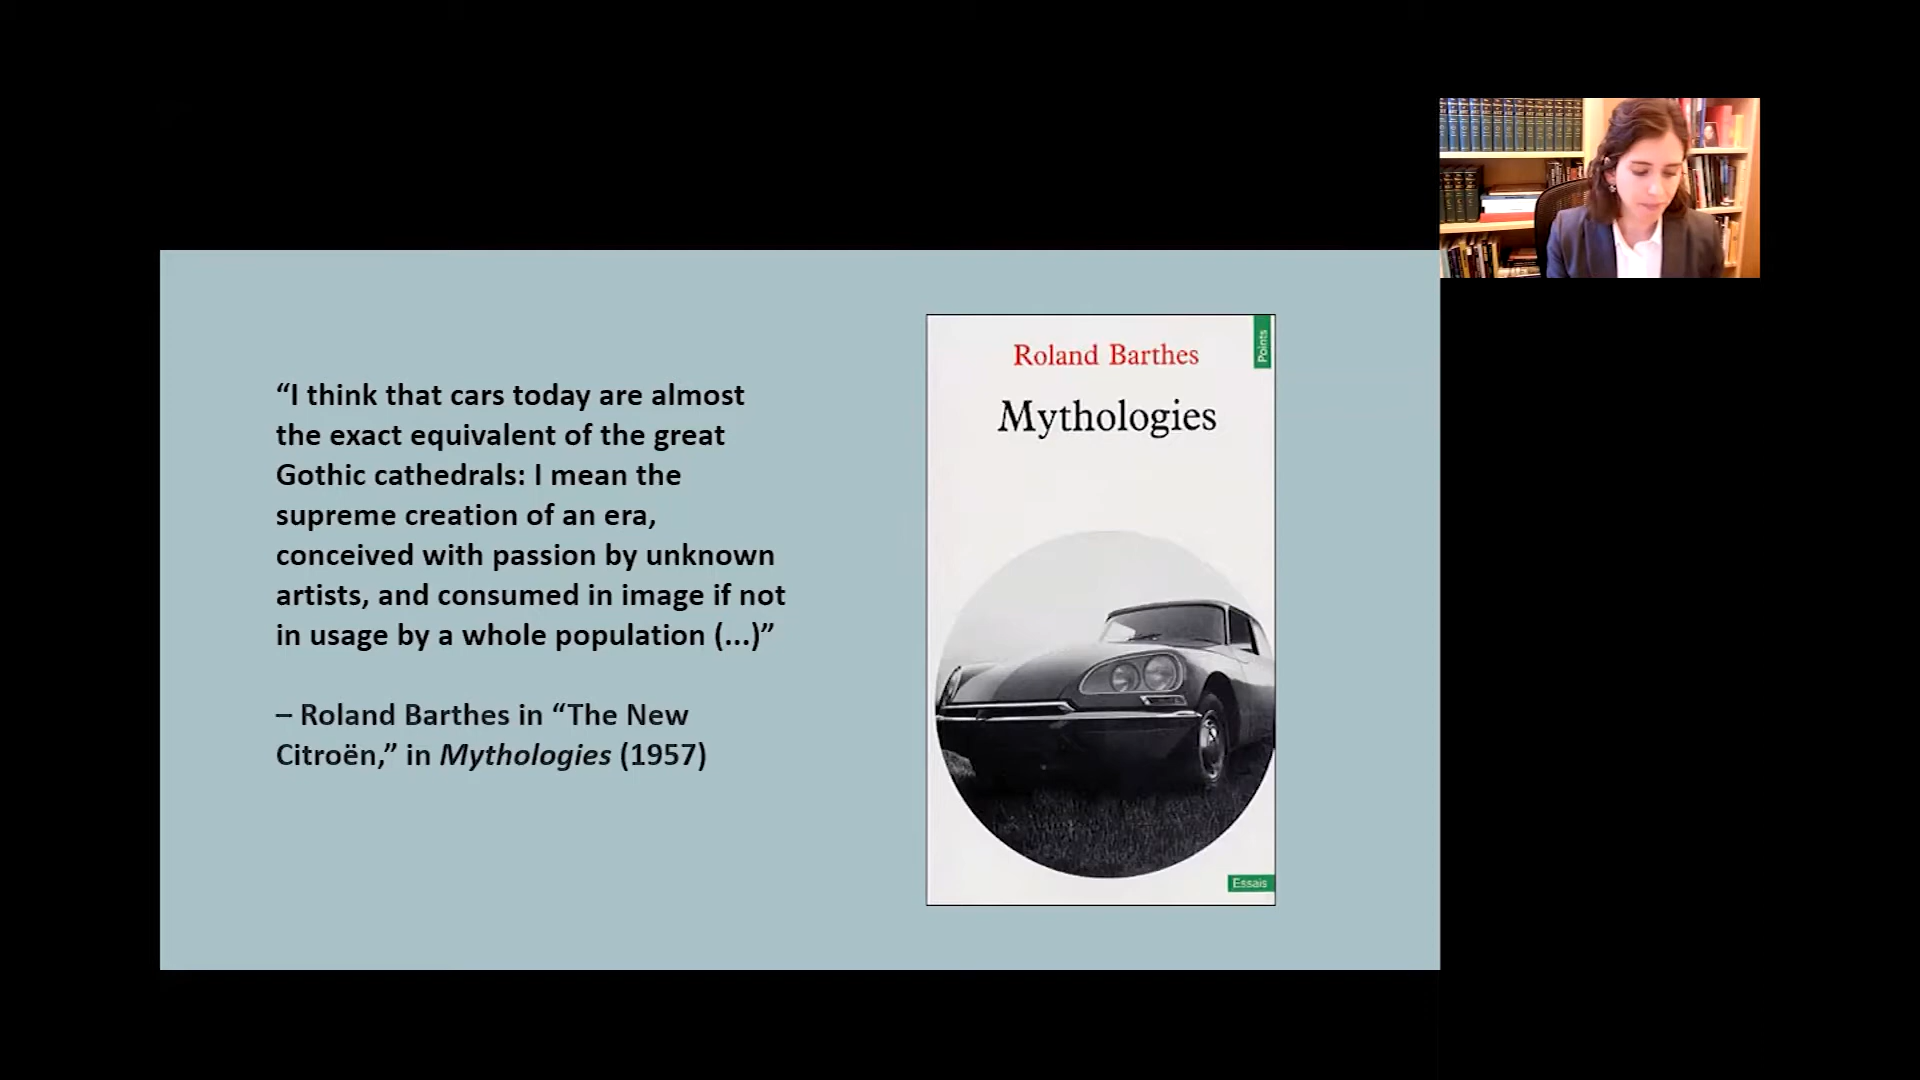 “I think that cars today are almost
the exact equivalent of the great
Gothic cathedrals: I mean the
supreme creation of an era,
conceived with passion by unknown
artists, and consumed in image if not
in usage by a whole population (...)”
– Roland Barthes in “The New
Citroën,” in Mythologies (1957)
Roland Barthes
Mythologies
Points
Essais